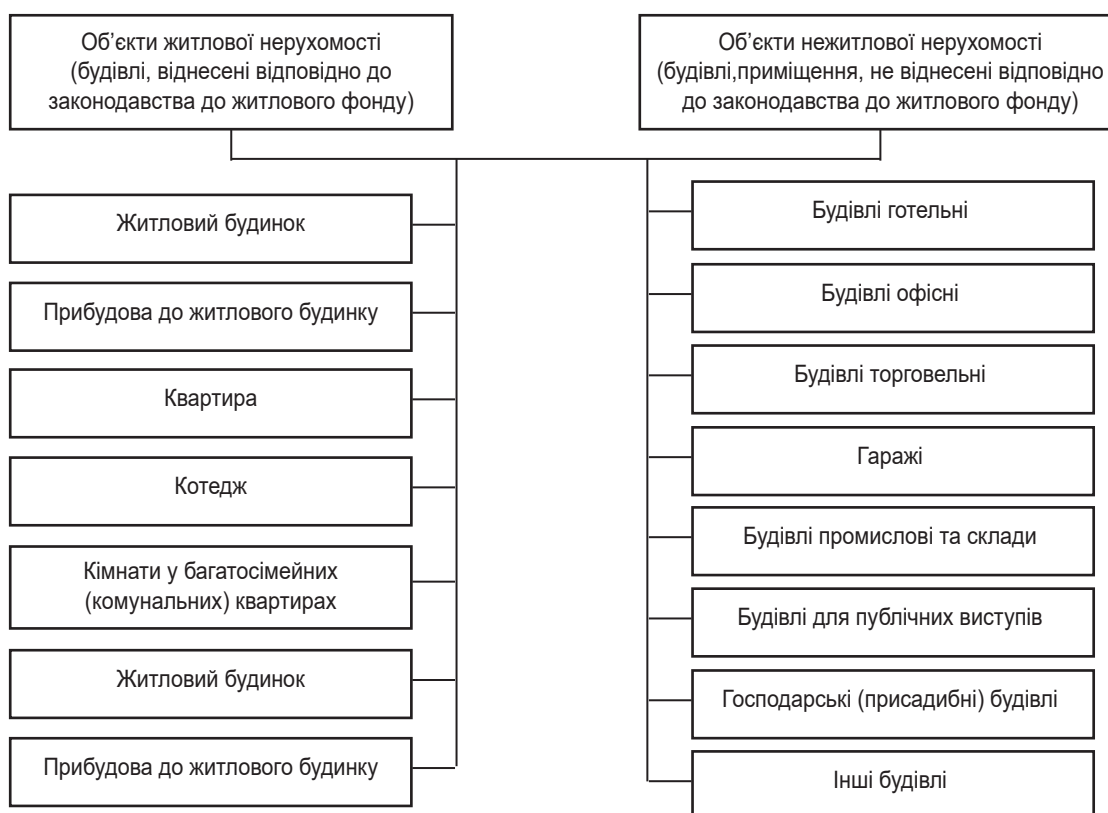 Об’єкти житлової нерухомості
(будівлі, віднесені відповідно до
законодавства до житлового фонду)
Об’єкти нежитлової нерухомості
(будівлі,приміщення, не віднесені відповідно
до законодавства до житлового фонду)
Житловий будинок
Прибудова до житлового будинку
Квартира
Котедж
Кімнати у багатосімейних
(комунальних) квартирах
Житловий будинок
Прибудова до житлового будинку
Будівлі готельні
Будівлі офісні
Будівлі торговельні
Гаражі
Будівлі промислові та склади
Будівлі для публічних виступів
Господарські (присадибні) будівлі
Інші будівлі